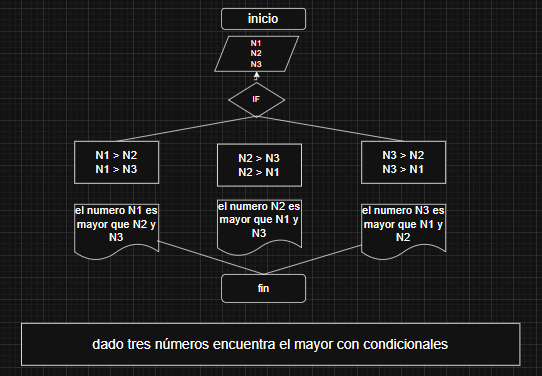 inicio
N1
N2
N3
IF
N1 > N2
N1 > N3
N2 > N3
N2 > N1
N3 > N2
N3 > N1
el numero N1 es
mayor que N2 y
N3
el numero N2 es
mayor que N1 y
N3
el numero N3 es
mayor que N1 y
N2
fin
dado tres números encuentra el mayor con condicionales